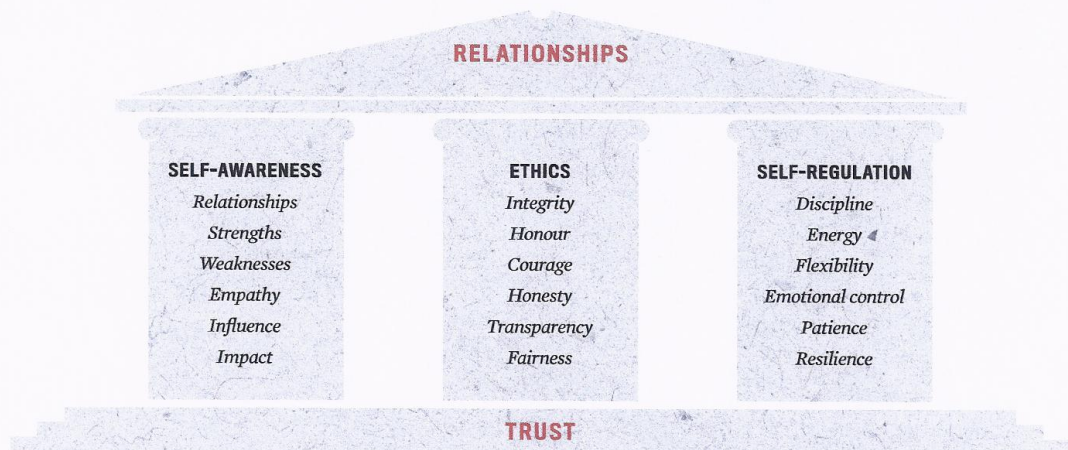 RELATIONSHIPS
SELF-AWARENESS
Relationships
Strengths
Weaknesses
Empathy
Influence
Impact
ETHICS
Integrity
Honour
Courage
Honesty
Transparency
Fairness
SELF-REGULATION
Discipline
Energy
Flexibility
Emotional control
Patience
Resilience
TRUST